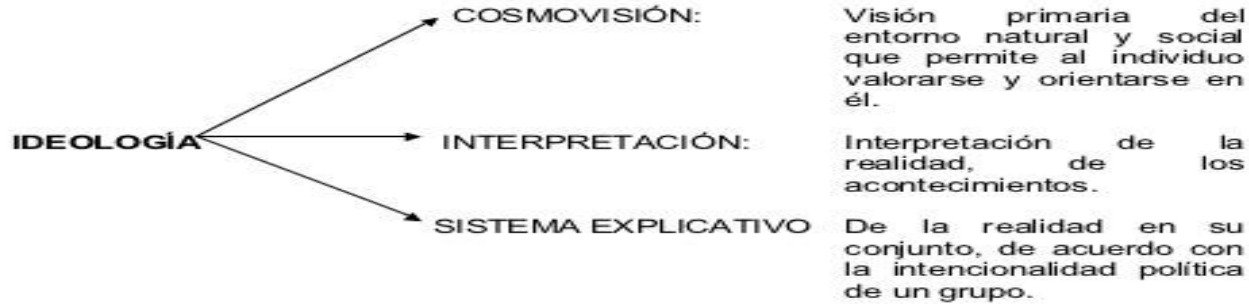 COSMOVISIÓN: Visión primaria del
entorno natural y social
que permite al individuo
valorarse y orientarse en
él.
IDEOLOGÍA
INTERPRETACIÓN: Interpretación de la
realidad, de los
acontecimientos.
SISTEMA EXPLICATIVO De la realidad en su
conjunto, de acuerdo con
la intencionalidad política
de un grupo.